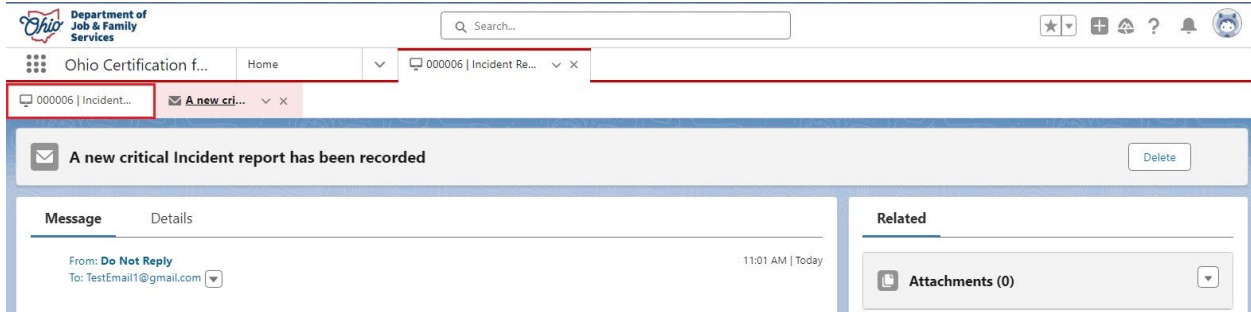 Ohio Department of
Job & Family
Services
Search...
?
Ohio Certification f...
Home
000006 | Incident Re...
000006 | Incident...
A new cri...
A new critical Incident report has been recorded
Delete
Message Details
From: Do Not Reply
To: TestEmail1@gmail.com
11:01 AM | Today
Related
Attachments (0)